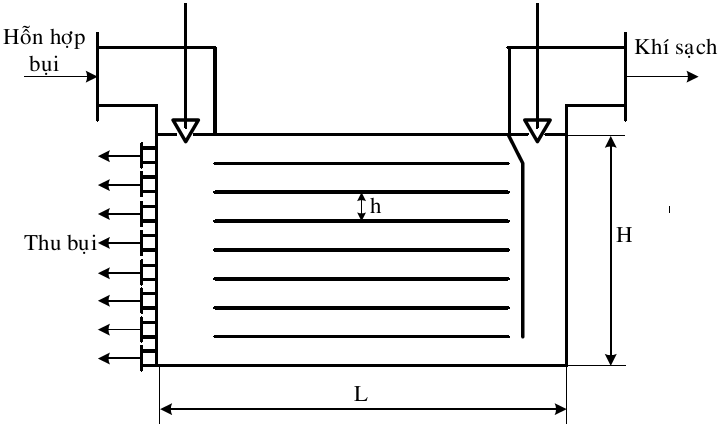 Hỗn hợp
bụi
Khí sạch
h
Thu bụi
H
L